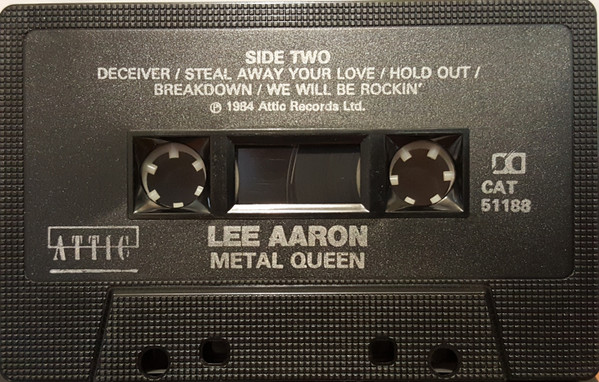 SIDE TWO
DECEIVER / STEAL AWAY YOUR LOVE / HOLD OUT /
BREAKDOWN / WE WILL BE ROCKIN'
℗ 1984 Attic Records Ltd.
CAT
51188
ATTIC
LEE AARON
METAL QUEEN